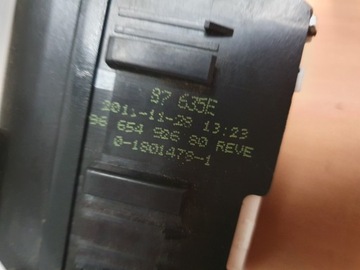 87 635E
2011-11-28 13:23
96 654 926 80 REVE
0-1801478-1